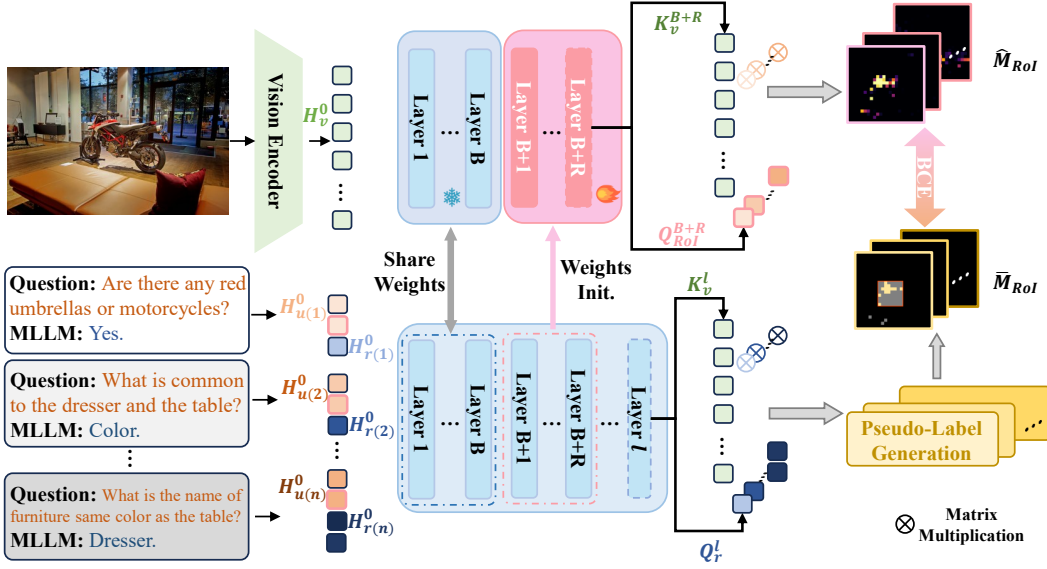 Vision Encoder
H_v^0
Layer 1
...
Layer B
Layer B+1
...
Layer B+R
K_v^{B+R}
Q_{RoI}^{B+R}
M̂_{RoI}
BCE
M̄_{RoI}
Share
Weights
Weights
Init.
Question: Are there any red
umbrellas or motorcycles?
MLLM: Yes.
H_{u(1)}^0
H_{r(1)}^0
Question: What is common
to the dresser and the table?
MLLM: Color.
H_{u(2)}^0
H_{r(2)}^0
Question: What is the name of
furniture same color as the table?
MLLM: Dresser.
H_{u(n)}^0
H_{r(n)}^0
Layer 1
...
Layer B
Layer B+1
...
Layer B+R
...
Layer l
K_v^l
Q_r^l
Pseudo-Label
Generation
Matrix
Multiplication